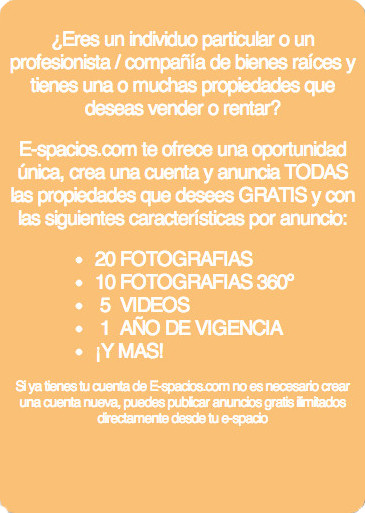 ¿Eres un individuo particular o un
profesionista / compañía de bienes raíces y
tienes una o muchas propiedades que
deseas vender o rentar?
E-spacios.com te ofrece una oportunidad
única, crea una cuenta y anuncia TODAS
las propiedades que desees GRATIS y con
las siguientes características por anuncio:
• 20 FOTOGRAFIAS
• 10 FOTOGRAFIAS 360º
• 5 VIDEOS
• 1 AÑO DE VIGENCIA
• ¡Y MAS!
Si ya tienes tu cuenta de E-spacios.com no es necesario crear
una cuenta nueva, puedes publicar anuncios gratis ilimitados
directamente desde tu e-spacio